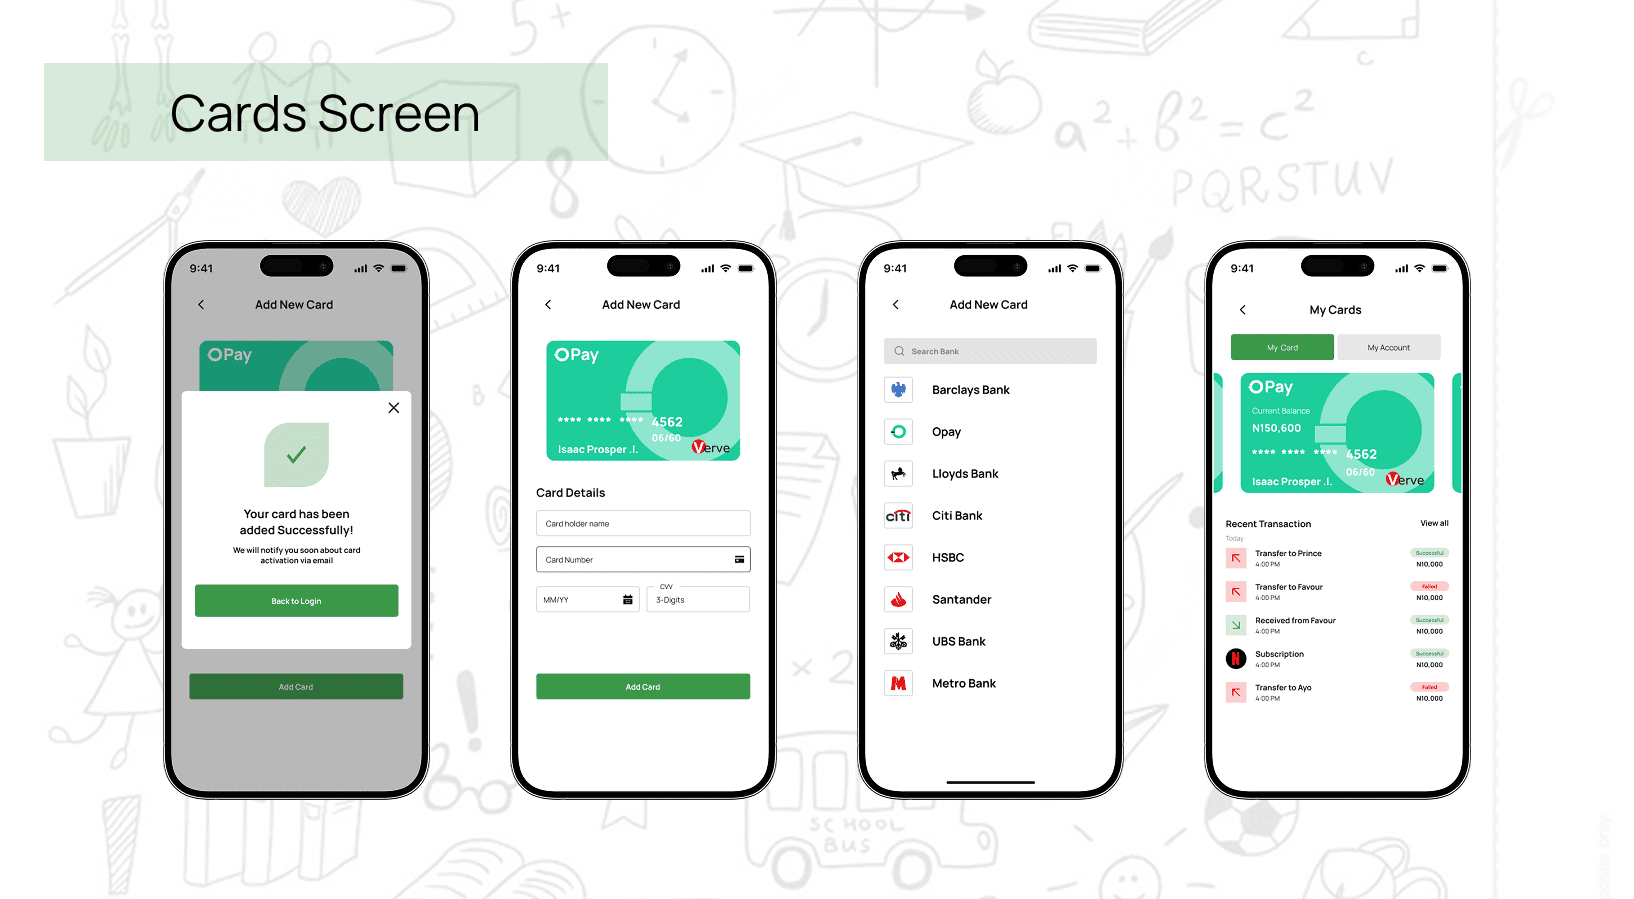 Cards Screen
5+
8
c
a² + b² = c²
PQRSTUV
8
× 2
2!
SCHOOL
BUS
9:41
Add New Card
OPay
Your card has been
added Successfully!
We will notify you soon about card
activation via email
Back to Login
Add Card
9:41
Add New Card
OPay
**** **** **** 4562
06/60
Isaac Prosper .I.
Verve
Card Details
Card holder name
Card Number
MM/YY
CVV
3-Digits
Add Card
9:41
Add New Card
Search Bank
Barclays Bank
Opay
Lloyds Bank
citi
Citi Bank
HSBC
Santander
UBS Bank
Metro Bank
9:41
My Cards
My Card
My Account
OPay
Current Balance
N150,600
**** **** **** 4562
06/60
Isaac Prosper .I.
Verve
Recent Transaction
View all
Today
Transfer to Prince
Successful
4:00 PM
N10,000
Transfer to Favour
Failed
4:00 PM
N10,000
Received from Favour
Successful
4:00 PM
N10,000
Subscription
Successful
4:00 PM
N10,000
Transfer to Ayo
Failed
4:00 PM
N10,000